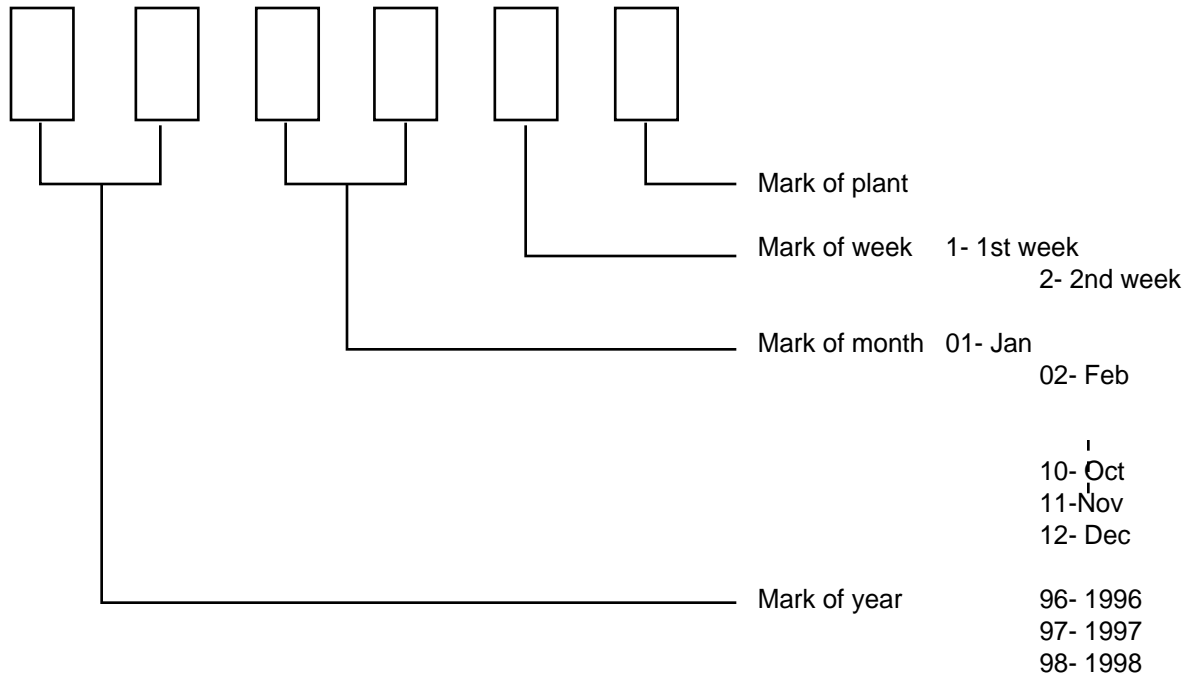 Mark of plant
Mark of week 1- 1st week
2- 2nd week
Mark of month 01- Jan
02- Feb
10- Oct
11-Nov
12- Dec
Mark of year 96- 1996
97- 1997
98- 1998